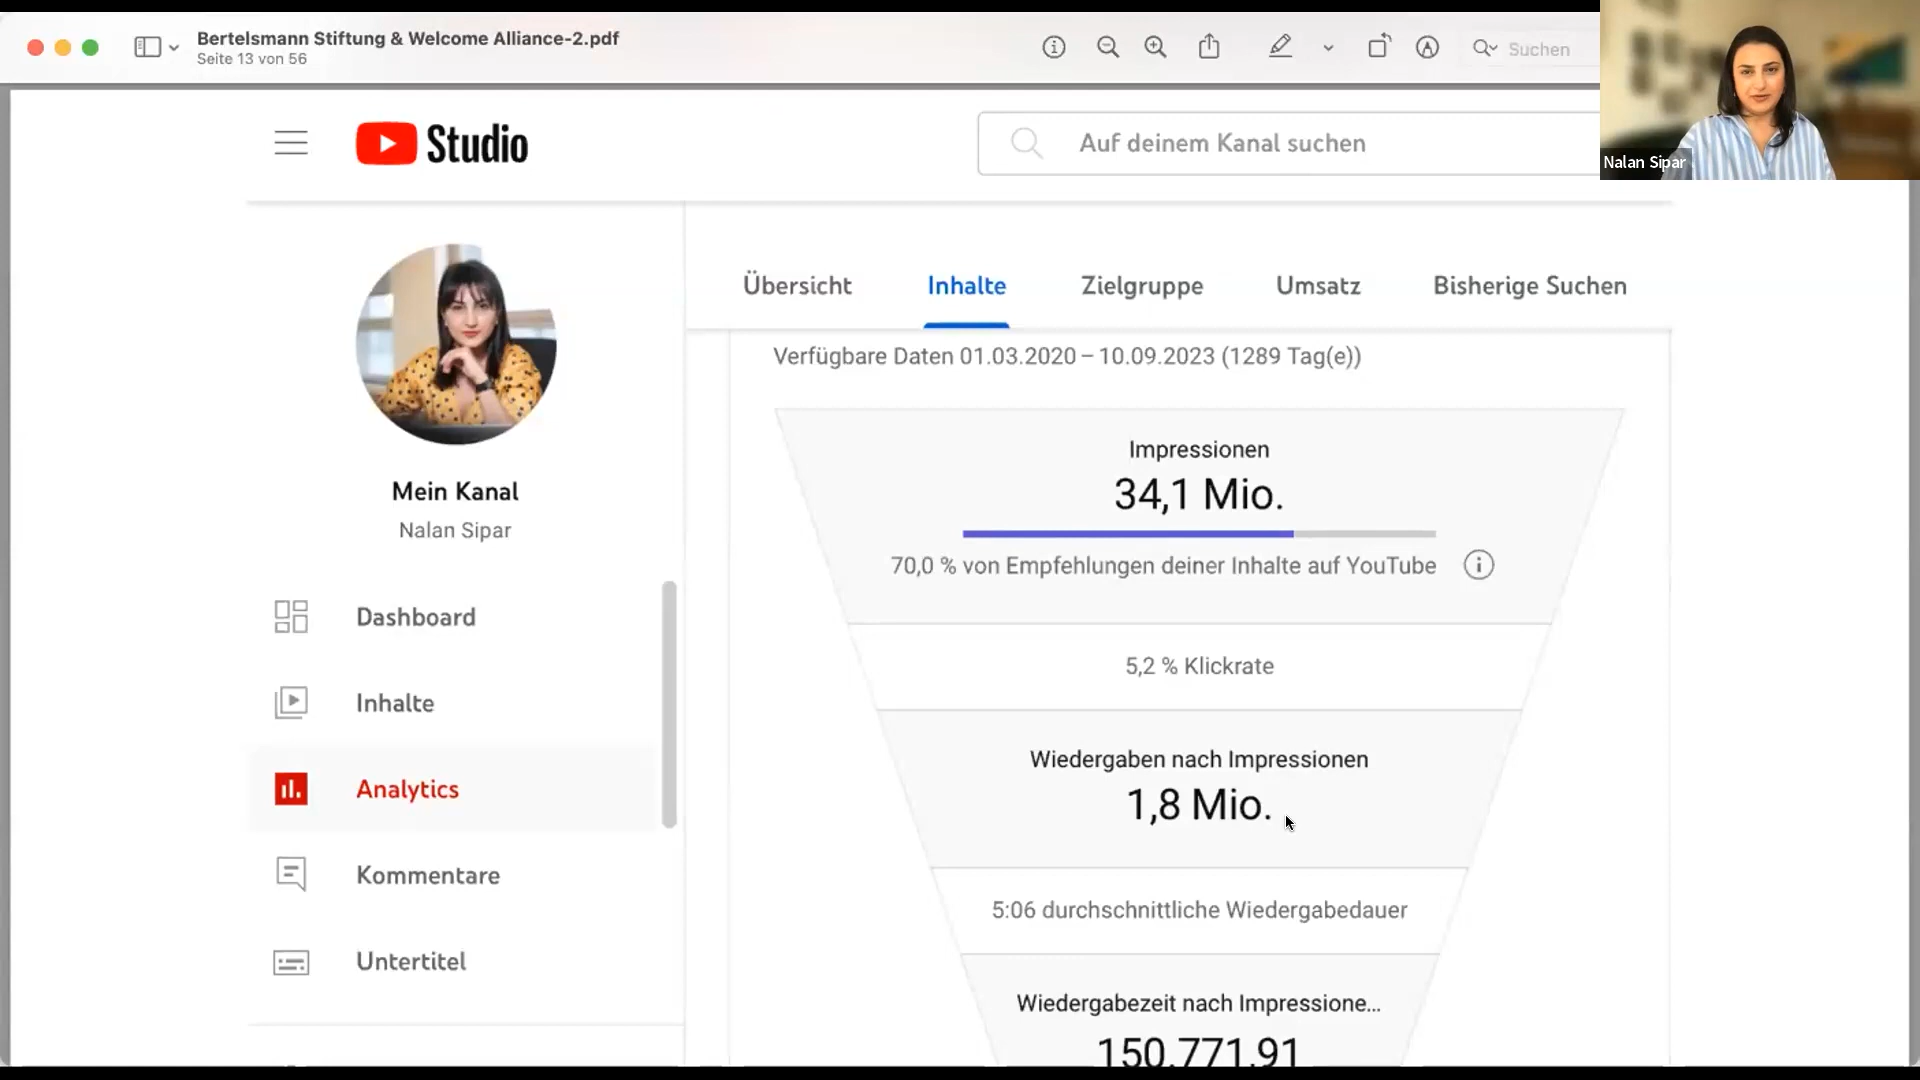 Bertelsmann Stiftung & Welcome Alliance-2.pdf
Seite 13 von 56
Suchen
Nalan Sipar
Studio
Auf deinem Kanal suchen
Mein Kanal
Nalan Sipar
Dashboard
Inhalte
Analytics
Kommentare
Untertitel
Übersicht
Inhalte
Zielgruppe
Umsatz
Bisherige Suchen
Verfügbare Daten 01.03.2020 – 10.09.2023 (1289 Tag(e))
Impressionen
34,1 Mio.
70,0 % von Empfehlungen deiner Inhalte auf YouTube
5,2 % Klickrate
Wiedergaben nach Impressionen
1,8 Mio.
5:06 durchschnittliche Wiedergabedauer
Wiedergabezeit nach Impressione...
150.771,91